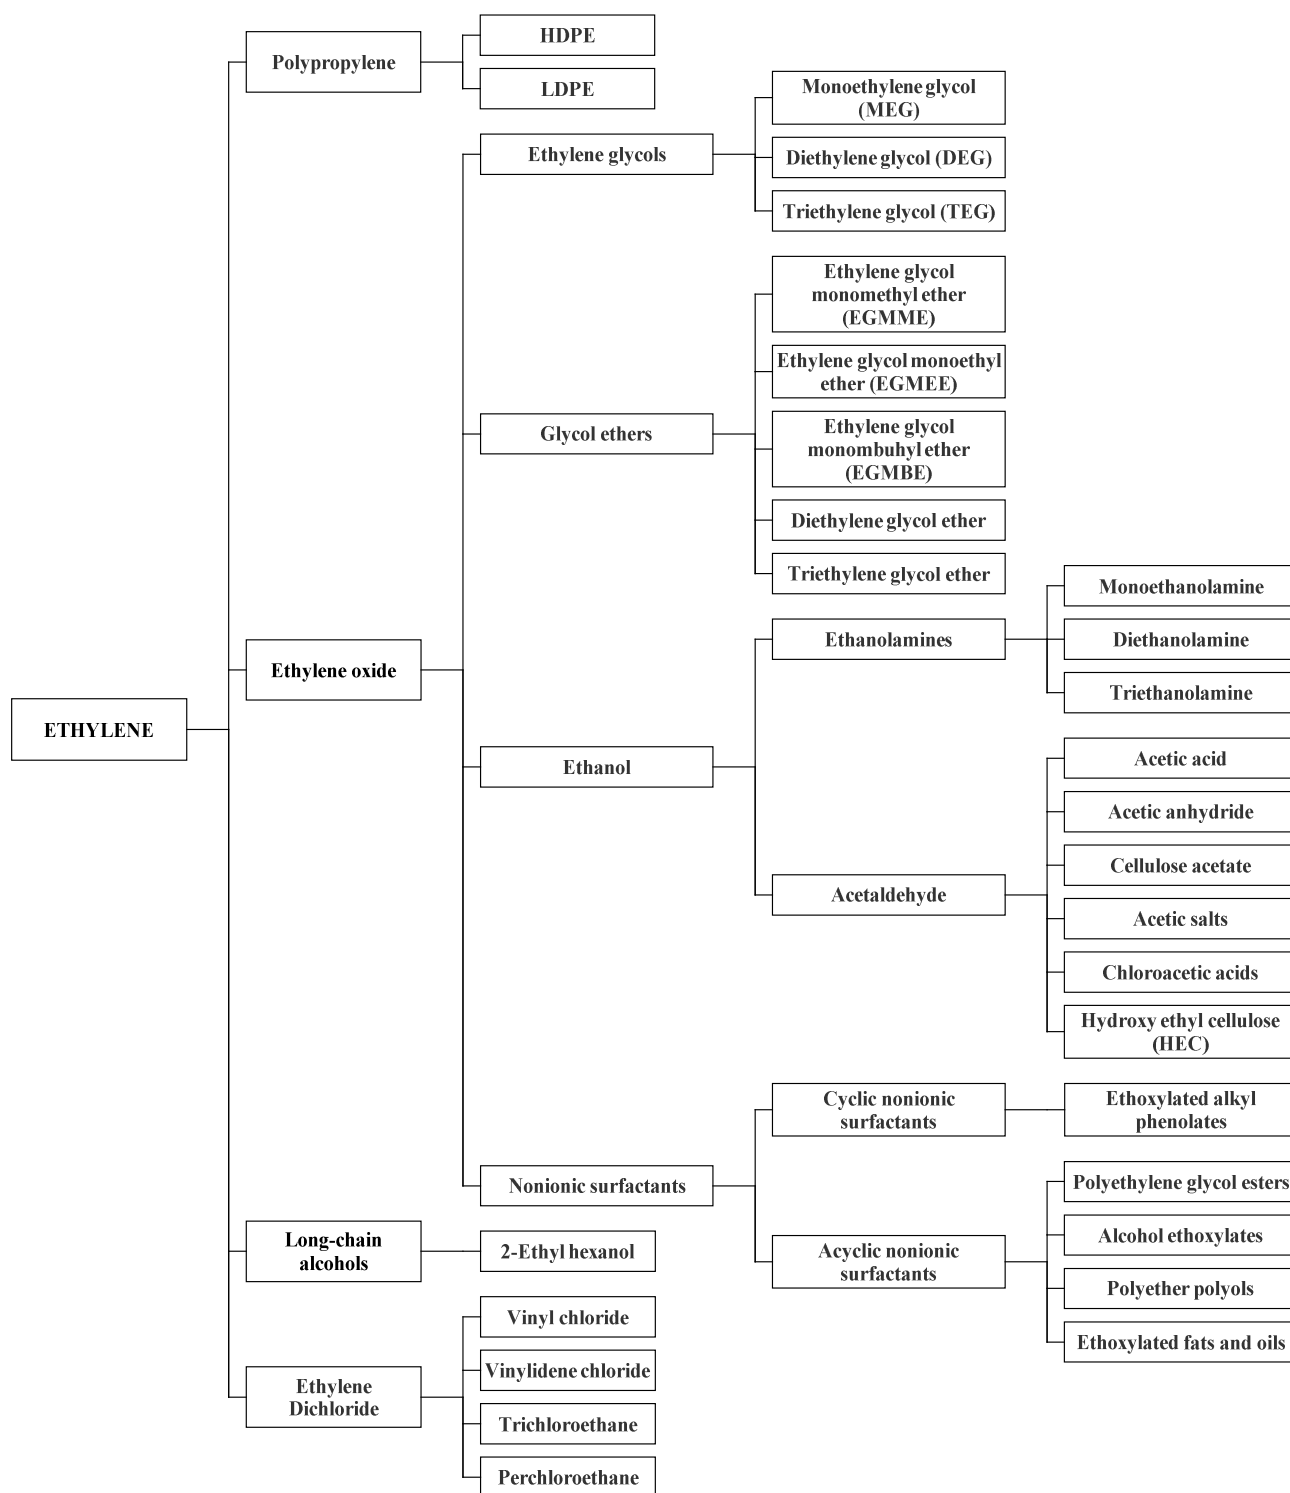 ETHYLENE
Polypropylene
HDPE
LDPE
Ethylene oxide
Ethylene glycols
Monoethylene glycol
(MEG)
Diethylene glycol (DEG)
Triethylene glycol (TEG)
Glycol ethers
Ethylene glycol
monomethyl ether
(EGMME)
Ethylene glycol monoethyl
ether (EGMEE)
Ethylene glycol
monombuhyl ether
(EGMBE)
Diethylene glycol ether
Triethylene glycol ether
Ethanol
Ethanolamines
Monoethanolamine
Diethanolamine
Triethanolamine
Acetaldehyde
Acetic acid
Acetic anhydride
Cellulose acetate
Acetic salts
Chloroacetic acids
Hydroxy ethyl cellulose
(HEC)
Nonionic surfactants
Cyclic nonionic
surfactants
Ethoxylated alkyl
phenolates
Acyclic nonionic
surfactants
Polyethylene glycol esters
Alcohol ethoxylates
Polyether polyols
Ethoxylated fats and oils
Long-chain
alcohols
2-Ethyl hexanol
Ethylene
Dichloride
Vinyl chloride
Vinylidene chloride
Trichloroethane
Perchloroethane